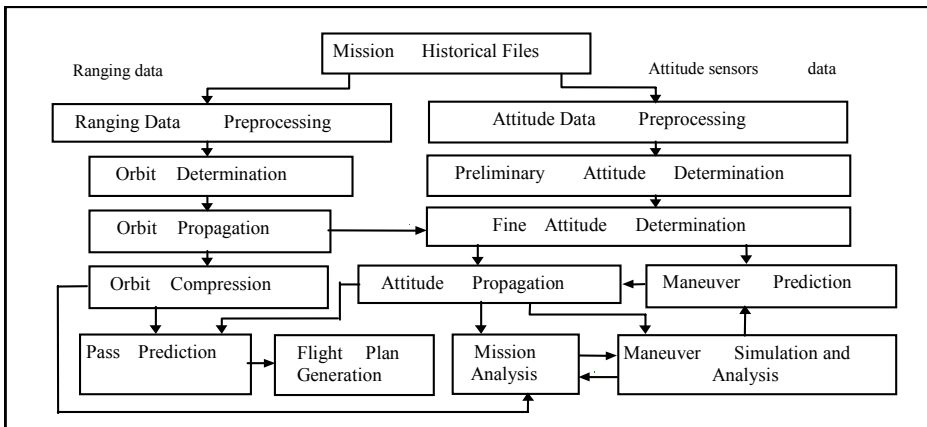 Mission Historical Files
Ranging data
Attitude sensors data
Ranging Data Preprocessing
Attitude Data Preprocessing
Orbit Determination
Preliminary Attitude Determination
Orbit Propagation
Fine Attitude Determination
Orbit Compression
Attitude Propagation
Maneuver Prediction
Pass Prediction
Flight Plan
Generation
Mission
Analysis
Maneuver Simulation and
Analysis